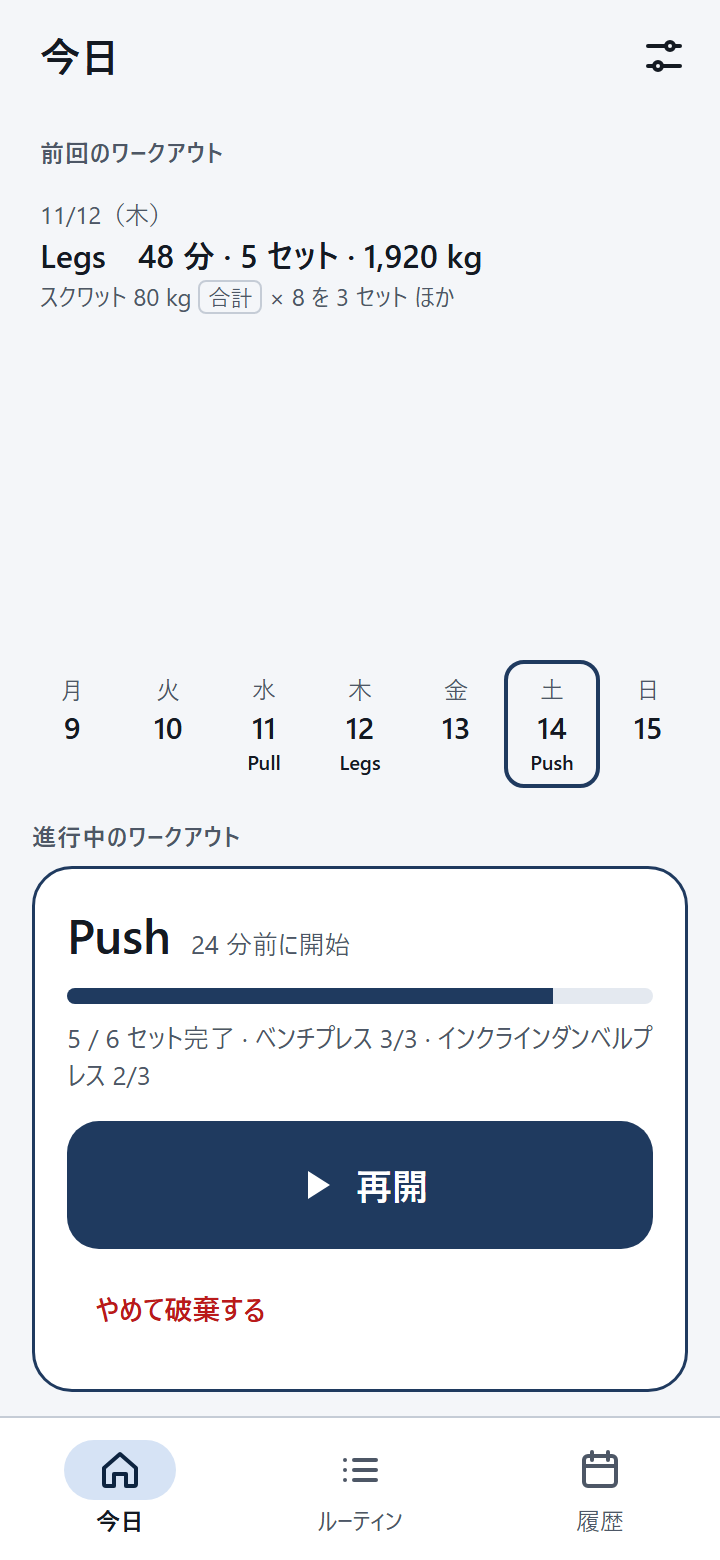 今日
前回のワークアウト
11/12（木）
Legs　48 分 · 5 セット · 1,920 kg
スクワット 80 kg 合計 × 8 を 3 セット ほか
月 火 水 木 金 土 日
9 10 11 12 13 14 15
Pull Legs Push
進行中のワークアウト
Push 24 分前に開始
5 / 6 セット完了 · ベンチプレス 3/3 · インクラインダンベルプ
レス 2/3
再開
やめて破棄する
今日 ルーティン 履歴